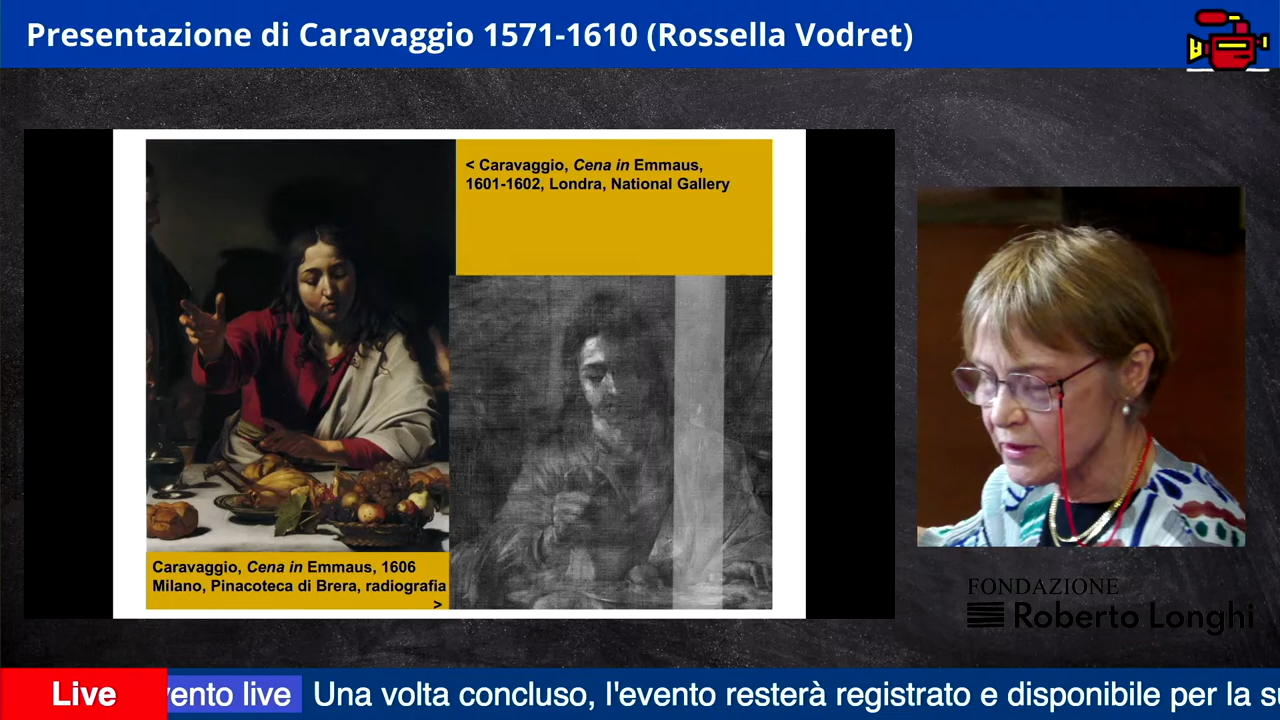 Presentazione di Caravaggio 1571-1610 (Rossella Vodret)
< Caravaggio, Cena in Emmaus,
1601-1602, Londra, National Gallery
Caravaggio, Cena in Emmaus, 1606
Milano, Pinacoteca di Brera, radiografia
>
FONDAZIONE
Roberto Longhi
Live vento live Una volta concluso, l'evento resterà registrato e disponibile per la